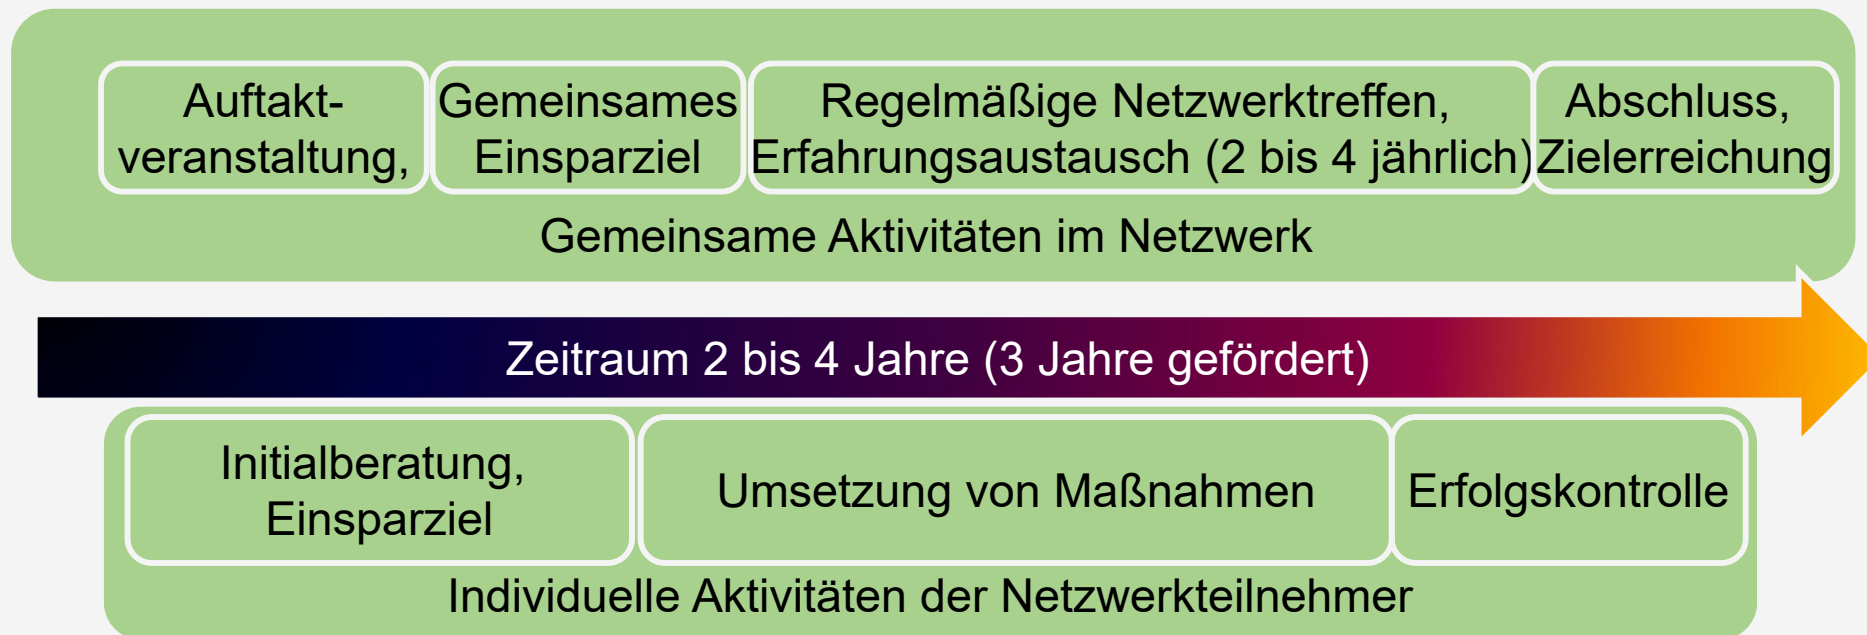 Auftakt-
veranstaltung,
Gemeinsames
Einsparziel
Regelmäßige Netzwerktreffen,
Erfahrungsaustausch (2 bis 4 jährlich)
Abschluss,
Zielerreichung
Gemeinsame Aktivitäten im Netzwerk
Zeitraum 2 bis 4 Jahre (3 Jahre gefördert)
Initialberatung,
Einsparziel
Umsetzung von Maßnahmen
Erfolgskontrolle
Individuelle Aktivitäten der Netzwerkteilnehmer